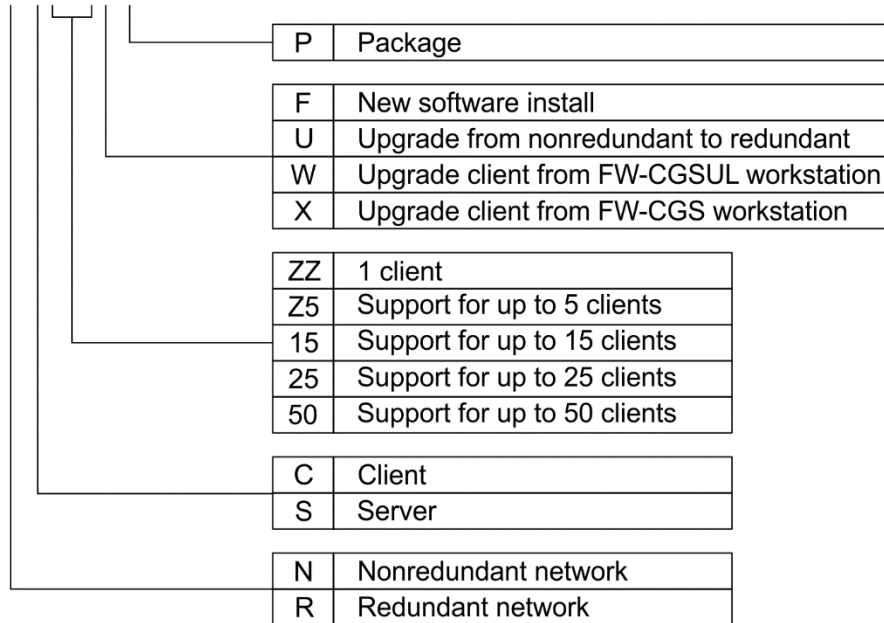 P Package
F New software install
U Upgrade from nonredundant to redundant
W Upgrade client from FW-CGSUL workstation
X Upgrade client from FW-CGS workstation
ZZ 1 client
Z5 Support for up to 5 clients
15 Support for up to 15 clients
25 Support for up to 25 clients
50 Support for up to 50 clients
C Client
S Server
N Nonredundant network
R Redundant network